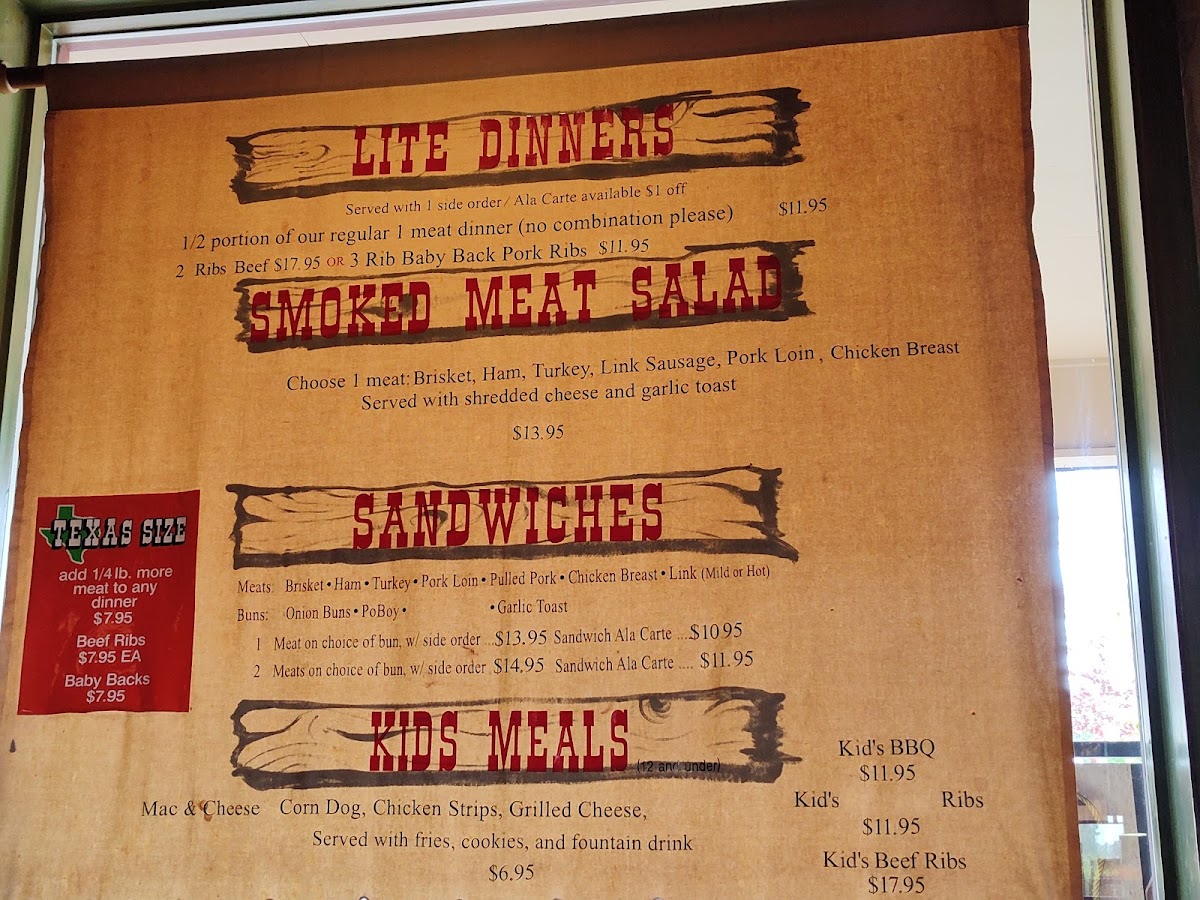 LITE DINNERS
Served with 1 side order / Ala Carte available $1 off
1/2 portion of our regular 1 meat dinner (no combination please) $11.95
2 Ribs Beef $17.95 OR 3 Rib Baby Back Pork Ribs $11.95
SMOKED MEAT SALAD
Choose 1 meat: Brisket, Ham, Turkey, Link Sausage, Pork Loin, Chicken Breast
Served with shredded cheese and garlic toast
$13.95
SANDWICHES
Meats: Brisket • Ham • Turkey • Pork Loin • Pulled Pork • Chicken Breast • Link (Mild or Hot)
Buns: Onion Buns • PoBoy • • Garlic Toast
1 Meat on choice of bun, w/ side order ...$13.95 Sandwich Ala Carte ....$10 95
2 Meats on choice of bun, w/ side order .$14,95 Sandwich Ala Carte .... $11.95
TEXAS SIZE
add 1/4 lb. more
meat to any
dinner
$7.95
Beef Ribs
$7.95 EA
Baby Backs
$7.95
KIDS MEALS (12 and under)
Mac & Cheese Corn Dog, Chicken Strips, Grilled Cheese,
Served with fries, cookies, and fountain drink
$6.95
Kid's BBQ
$11.95
Kid's Ribs
$11.95
Kid's Beef Ribs
$17.95